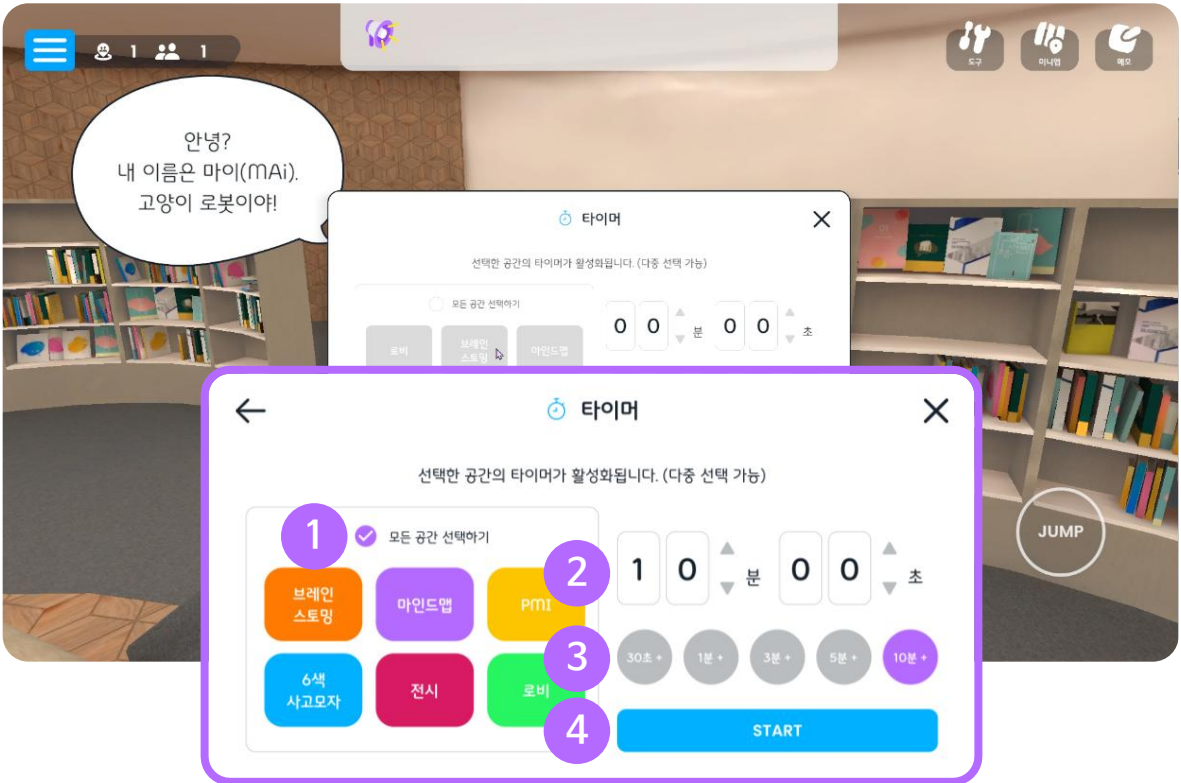 1 1
도구 미니맵 메모
안녕?
내 이름은 마이(MAi).
고양이 로봇이야!
타이머
선택한 공간의 타이머가 활성화됩니다. (다중 선택 가능)
모든 공간 선택하기
0 0 분 0 0 초
로비 브레인 스토밍 마인드맵
타이머
선택한 공간의 타이머가 활성화됩니다. (다중 선택 가능)
1 모든 공간 선택하기
브레인
스토밍
마인드맵
PMI
6색
사고모자
전시
로비
2 1 0 분 0 0 초
3 30초 + 1분 + 3분 + 5분 + 10분 +
4 START
JUMP